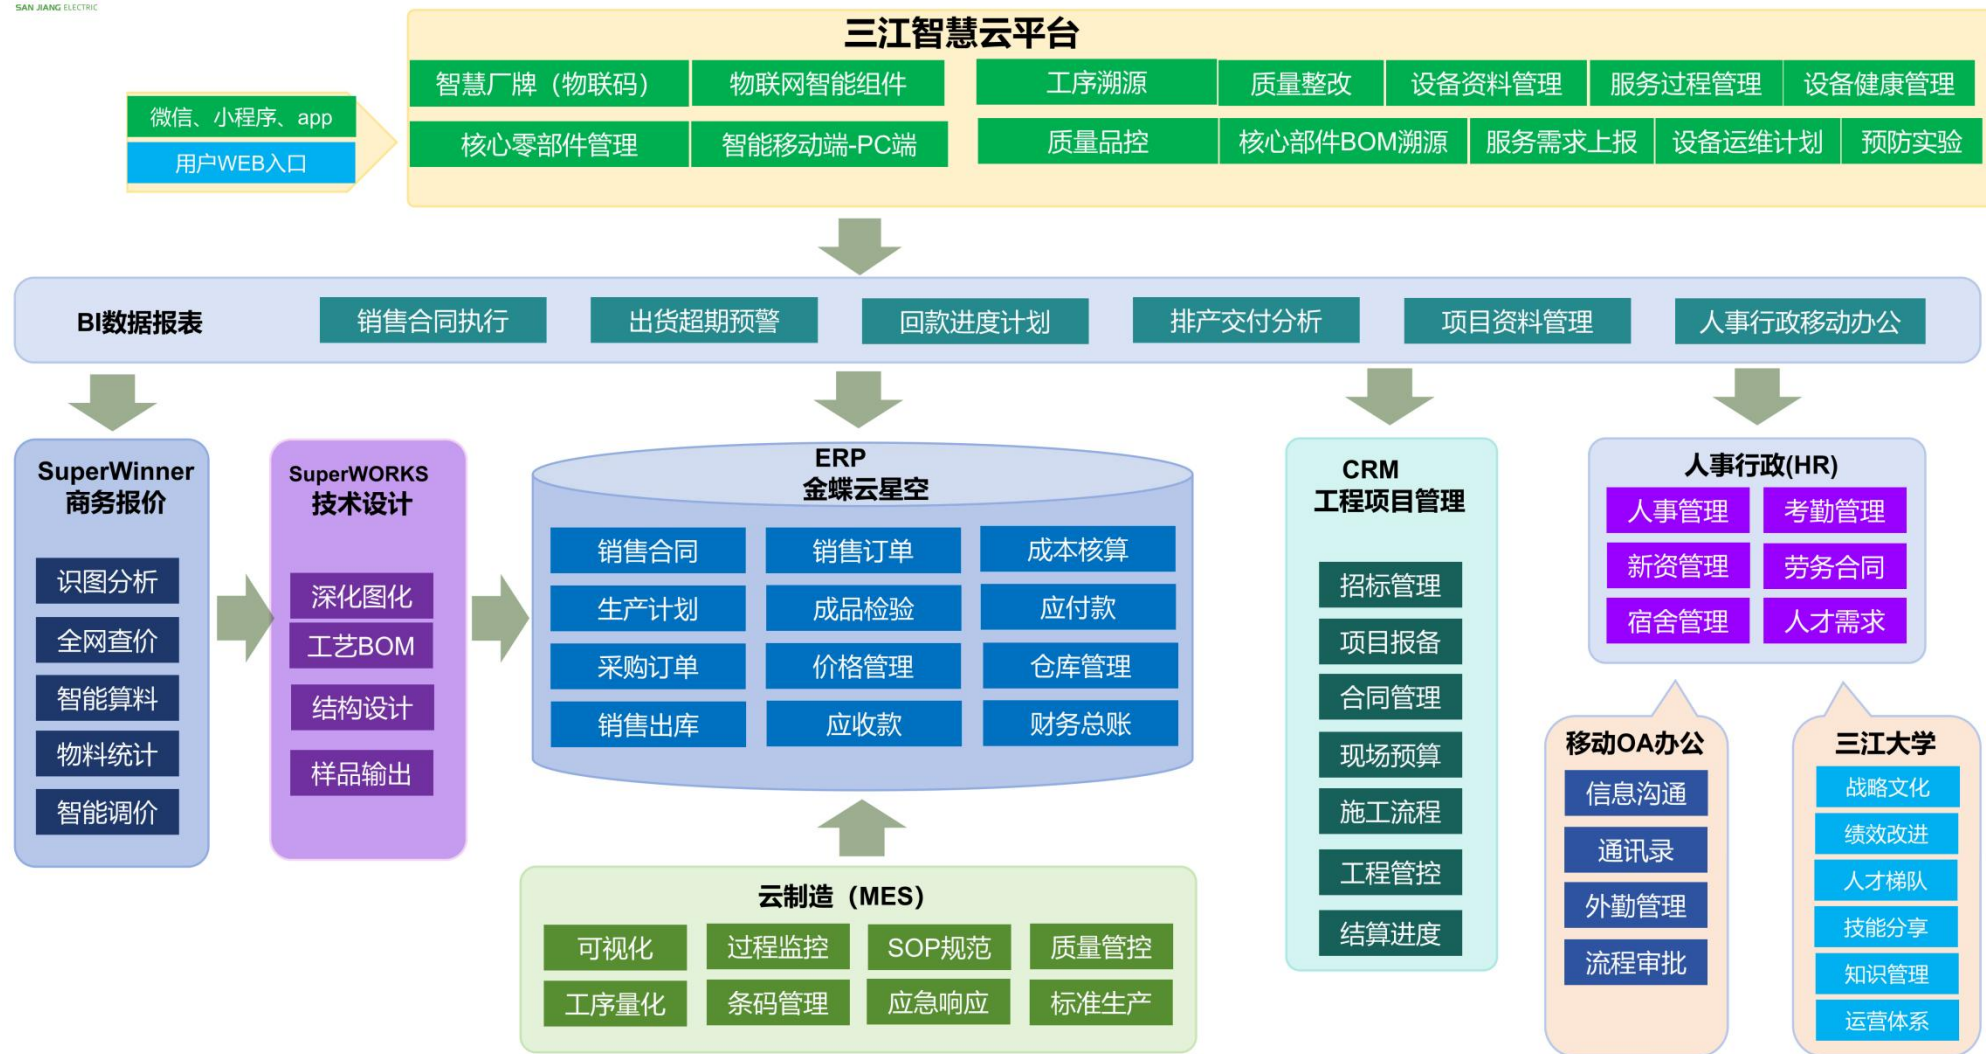 SAN JIANG ELECTRIC
三江智慧云平台
微信、小程序、app
用户WEB入口
智慧厂牌（物联码）
物联网智能组件
工序溯源
质量整改
设备资料管理
服务过程管理
设备健康管理
核心零部件管理
智能移动端-PC端
质量品控
核心部件BOM溯源
服务需求上报
设备运维计划
预防实验
BI数据报表
销售合同执行
出货超期预警
回款进度计划
排产交付分析
项目资料管理
人事行政移动办公
SuperWinner
商务报价
识图分析
全网查价
智能算料
物料统计
智能调价
SuperWORKS
技术设计
深化图化
工艺BOM
结构设计
样品输出
ERP
金蝶云星空
销售合同
销售订单
成本核算
生产计划
成品检验
应付款
采购订单
价格管理
仓库管理
销售出库
应收款
财务总账
云制造（MES）
可视化
过程监控
SOP规范
质量管控
工序量化
条码管理
应急响应
标准生产
CRM
工程项目管理
招标管理
项目报备
合同管理
现场预算
施工流程
工程管控
结算进度
人事行政(HR)
人事管理
考勤管理
新资管理
劳务合同
宿舍管理
人才需求
移动OA办公
信息沟通
通讯录
外勤管理
流程审批
三江大学
战略文化
绩效改进
人才梯队
技能分享
知识管理
运营体系